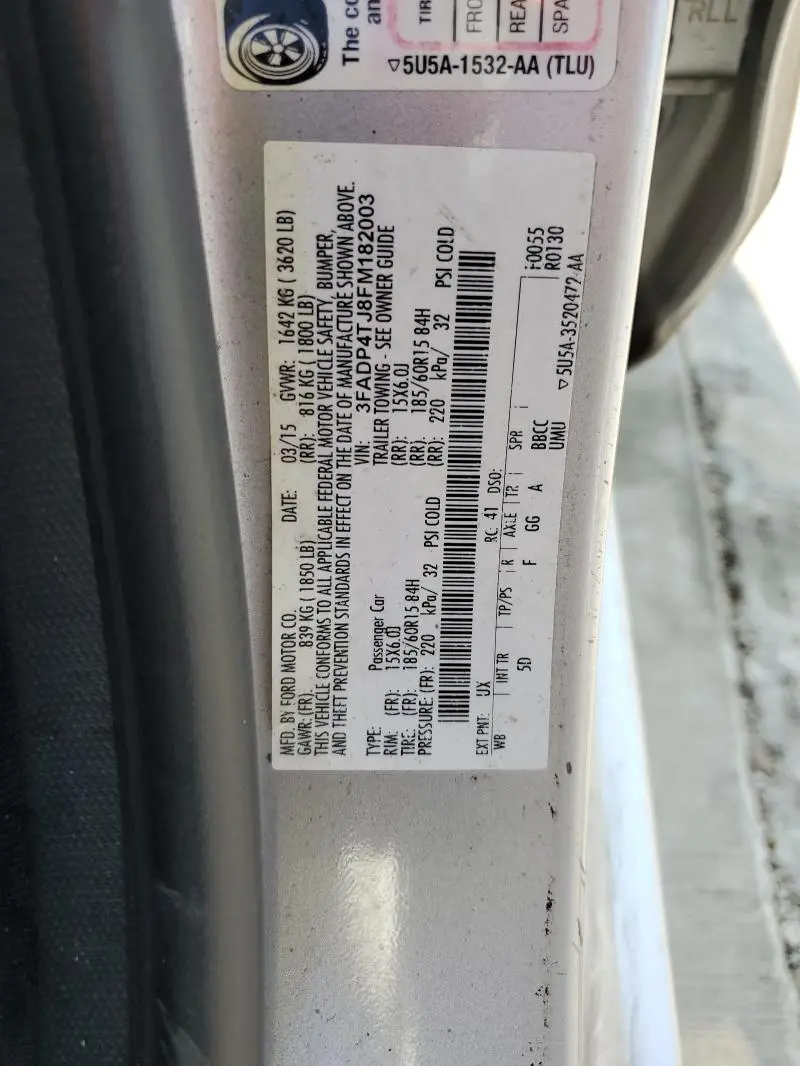 The co
an
TIR
FRO
REA
SPA
▽5U5A-1532-AA (TLU)
MFD. BY FORD MOTOR CO. DATE: 03/15 GVWR: 1642 KG ( 3620 LB)
GAWR: (FR): 839 KG ( 1850 LB) (RR): 816 KG ( 1800 LB)
THIS VEHICLE CONFORMS TO ALL APPLICABLE FEDERAL MOTOR VEHICLE SAFETY, BUMPER,
AND THEFT PREVENTION STANDARDS IN EFFECT ON THE DATE OF MANUFACTURE SHOWN ABOVE.
VIN: 3FADP4TJ8FM182003
TYPE: Passenger Car TRAILER TOWING - SEE OWNER GUIDE
RIM: (FR): 15X6.0J (RR): 15X6.0J
TIRE: (FR): 185/60R15 84H (RR): 185/60R15 84H
PRESSURE: (FR): 220 kPa/ 32 PSI COLD (RR): 220 kPa/ 32 PSI COLD
EXT PNT: UX RC: 41 DSO:
WB INT TR TP/PS R AXLE TR SPR
5D F GG A BBCC
UMU
F0055
R0130
▽5U5A-3520472-AA